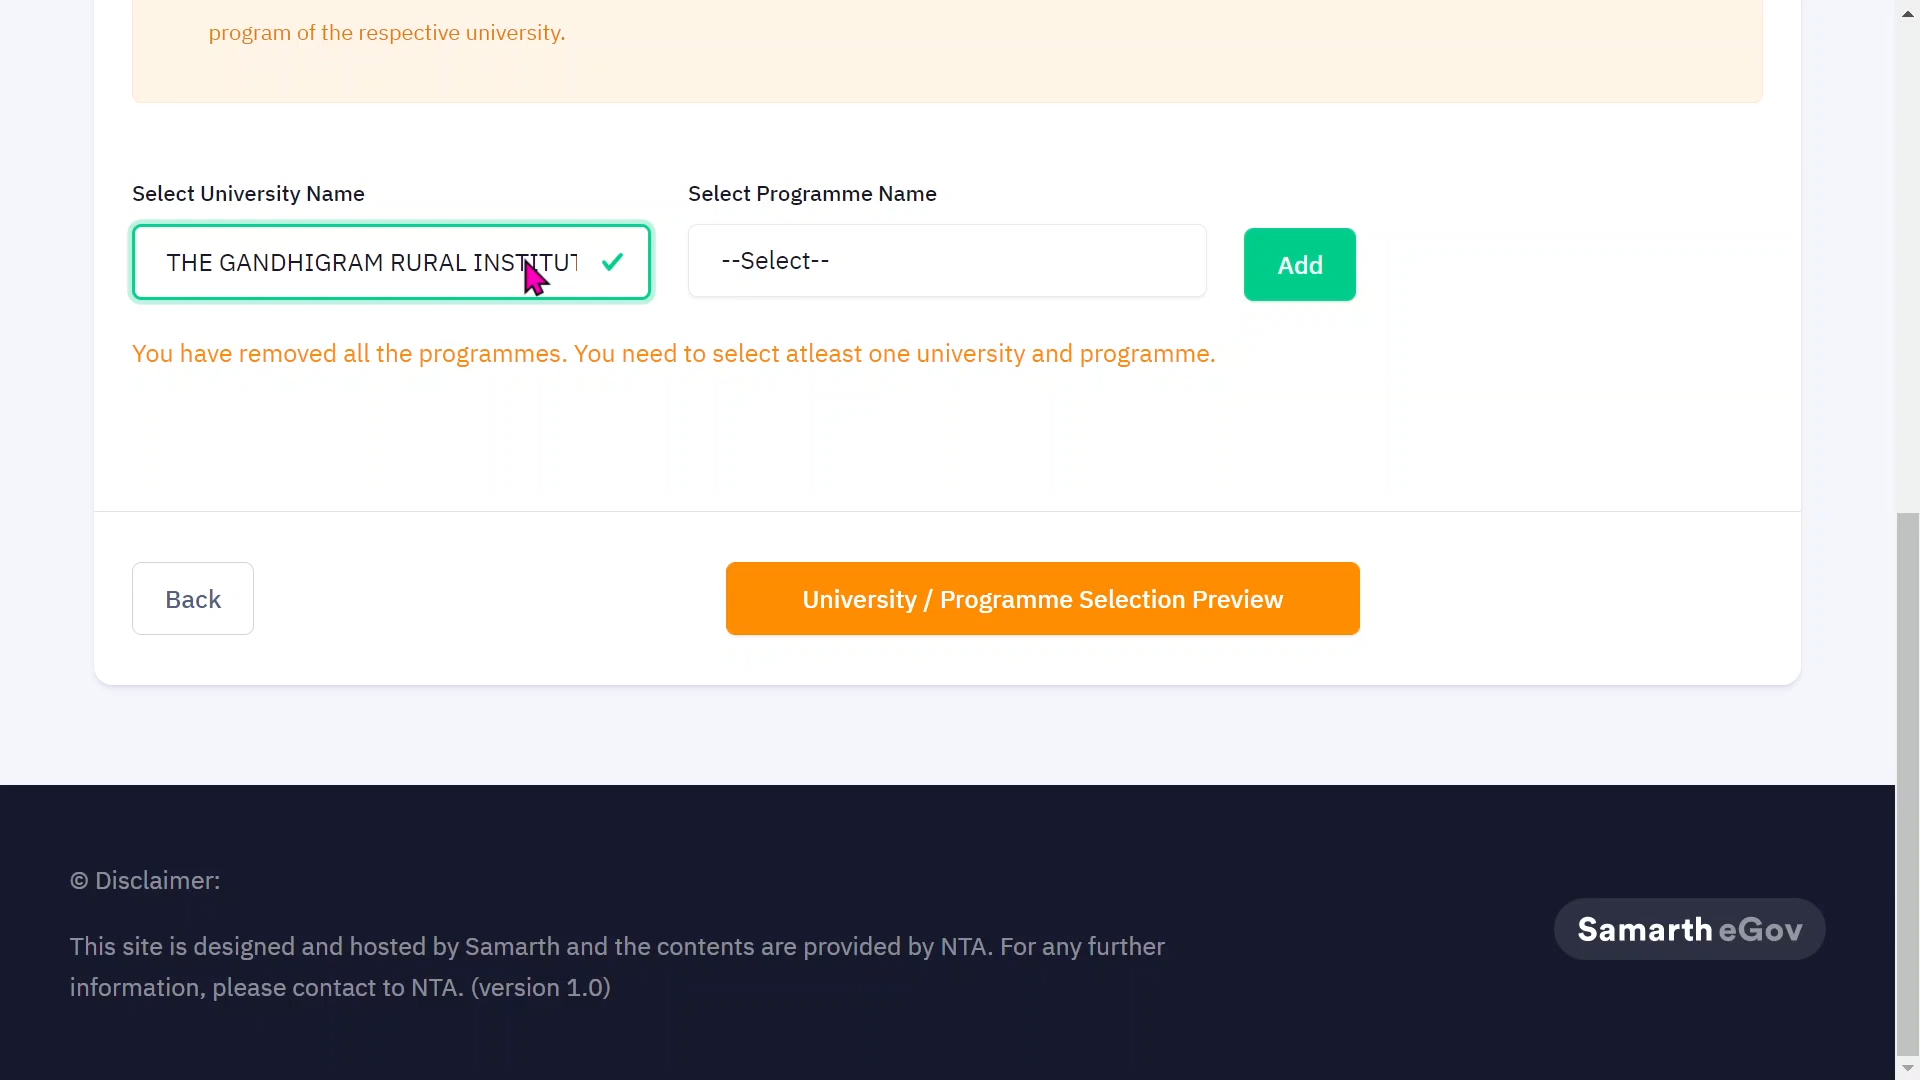 program of the respective university.
Select University Name
Select Programme Name
THE GANDHIGRAM RURAL INSTITUT
--Select--
Add
You have removed all the programmes. You need to select atleast one university and programme.
Back
University / Programme Selection Preview
© Disclaimer:
This site is designed and hosted by Samarth and the contents are provided by NTA. For any further
information, please contact to NTA. (version 1.0)
Samarth eGov